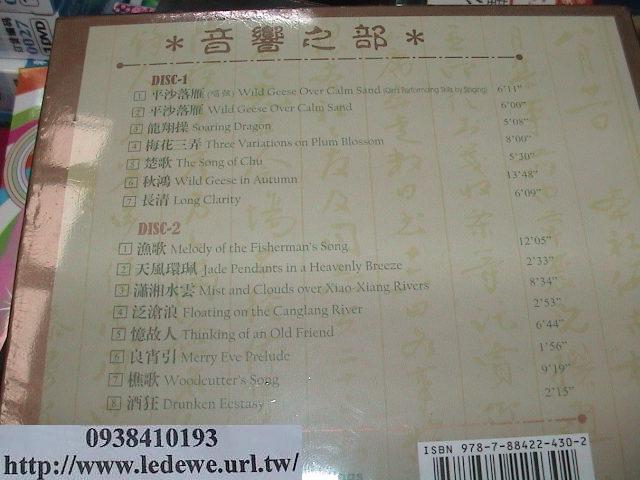 *音響之部*
DISC-1
1 平沙落雁(唱弦) Wild Geese Over Calm Sand (Qin's Performing Skills by Singing) 6'11"
2 平沙落雁 Wild Geese Over Calm Sand 6'00"
3 龍翔操 Soaring Dragon 5'08"
4 梅花三弄 Three Variations on Plum Blossom 8'00"
5 楚歌 The Song of Chu 5'30"
6 秋鴻 Wild Geese in Autumn 13'48"
7 長清 Long Clarity 6'09"
DISC-2
1 漁歌 Melody of the Fisherman's Song 12'05"
2 天風環珮 Jade Pendants in a Heavenly Breeze 2'33"
3 瀟湘水雲 Mist and Clouds over Xiao-Xiang Rivers 8'34"
4 泛滄浪 Floating on the Canglang River 2'53"
5 憶故人 Thinking of an Old Friend 6'44"
6 良宵引 Merry Eve Prelude 1'56"
7 樵歌 Woodcutter's Song 9'19"
8 酒狂 Drunken Ecstasy 2'15"
0938410193
http://www.ledewe.url.tw/
ISBN 978-7-88422-430-2